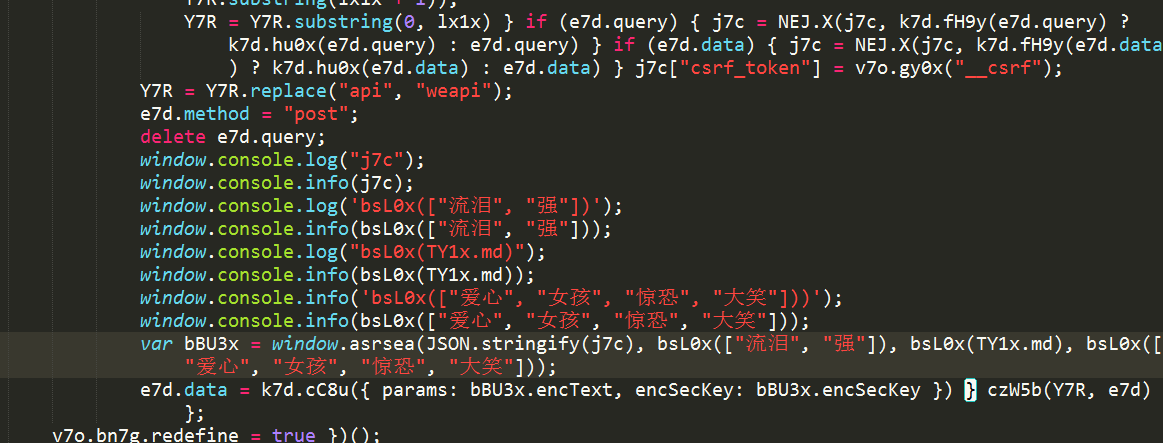 Y7R.substring(lx1x + 1));
Y7R = Y7R.substring(0, lx1x) } if (e7d.query) { j7c = NEJ.X(j7c, k7d.fH9y(e7d.query) ?
k7d.hu0x(e7d.query) : e7d.query) } if (e7d.data) { j7c = NEJ.X(j7c, k7d.fH9y(e7d.data
) ? k7d.hu0x(e7d.data) : e7d.data) } j7c["csrf_token"] = v7o.gy0x("__csrf");
Y7R = Y7R.replace("api", "weapi");
e7d.method = "post";
delete e7d.query;
window.console.log("j7c");
window.console.info(j7c);
window.console.log('bsL0x(["流泪", "强"])');
window.console.info(bsL0x(["流泪", "强"]));
window.console.log("bsL0x(TY1x.md)");
window.console.info(bsL0x(TY1x.md));
window.console.info('bsL0x(["爱心", "女孩", "惊恐", "大笑"]))');
window.console.info(bsL0x(["爱心", "女孩", "惊恐", "大笑"]));
var bBU3x = window.asrsea(JSON.stringify(j7c), bsL0x(["流泪", "强"]), bsL0x(TY1x.md), bsL0x([
"爱心", "女孩", "惊恐", "大笑"]));
e7d.data = k7d.cC8u({ params: bBU3x.encText, encSecKey: bBU3x.encSecKey }) } czW5b(Y7R, e7d)
};
v7o.bn7g.redefine = true })();